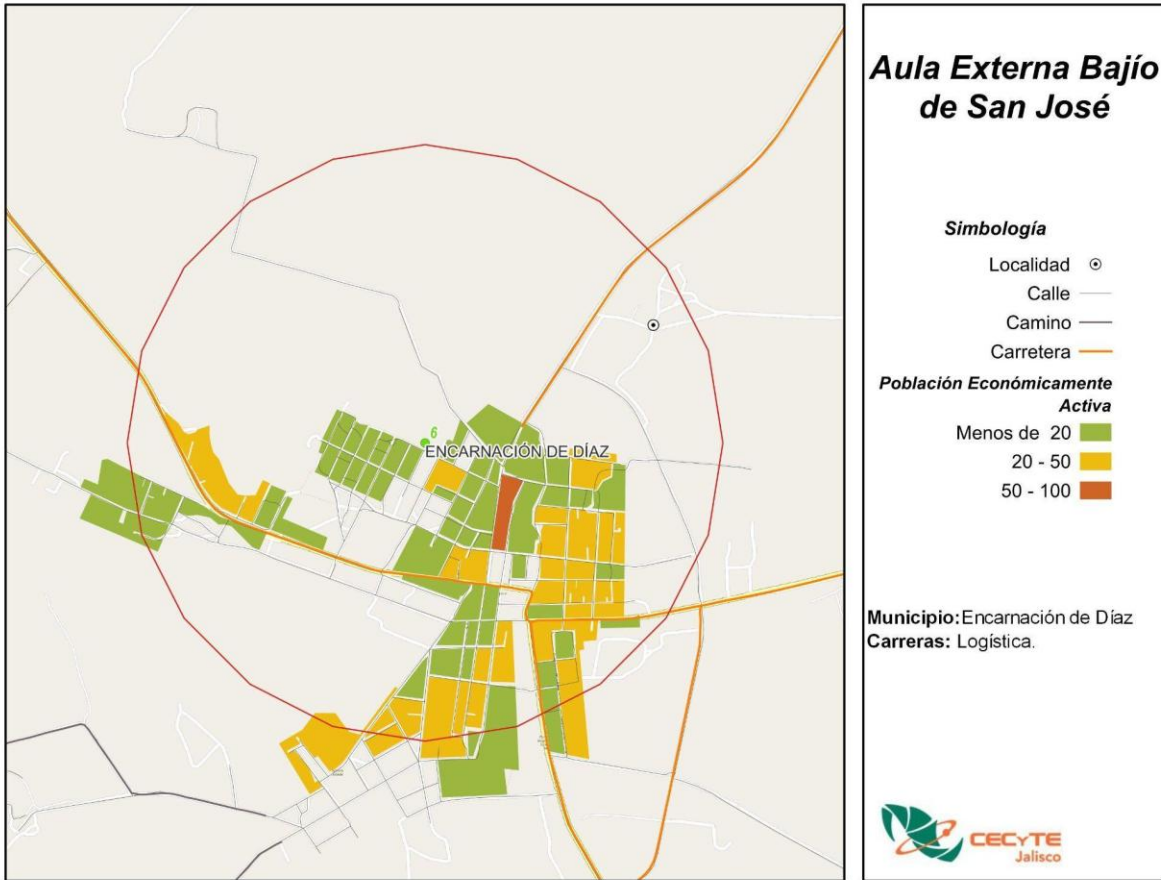 Aula Externa Bajío
de San José
Simbología
Localidad
Calle
Camino
Carretera
Población Económicamente
Activa
Menos de 20
20 - 50
50 - 100
6
ENCARNACIÓN DE DÍAZ
Municipio: Encarnación de Díaz
Carreras: Logística.
CECyTE
Jalisco